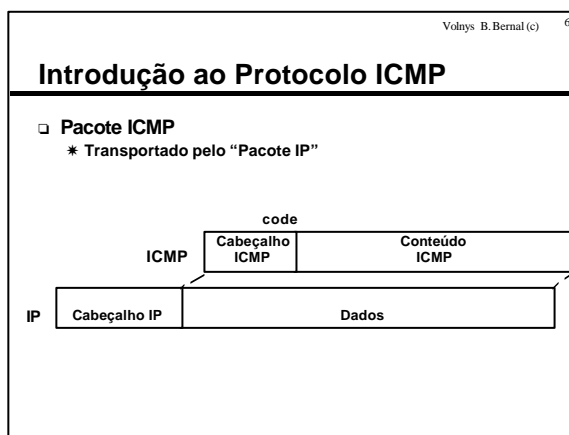 Volnys B.Bernal (c) 6
Introdução ao Protocolo ICMP
❑ Pacote ICMP
✷ Transportado pelo “Pacote IP”
code
ICMP
Cabeçalho
ICMP
Conteúdo
ICMP
IP
Cabeçalho IP
Dados